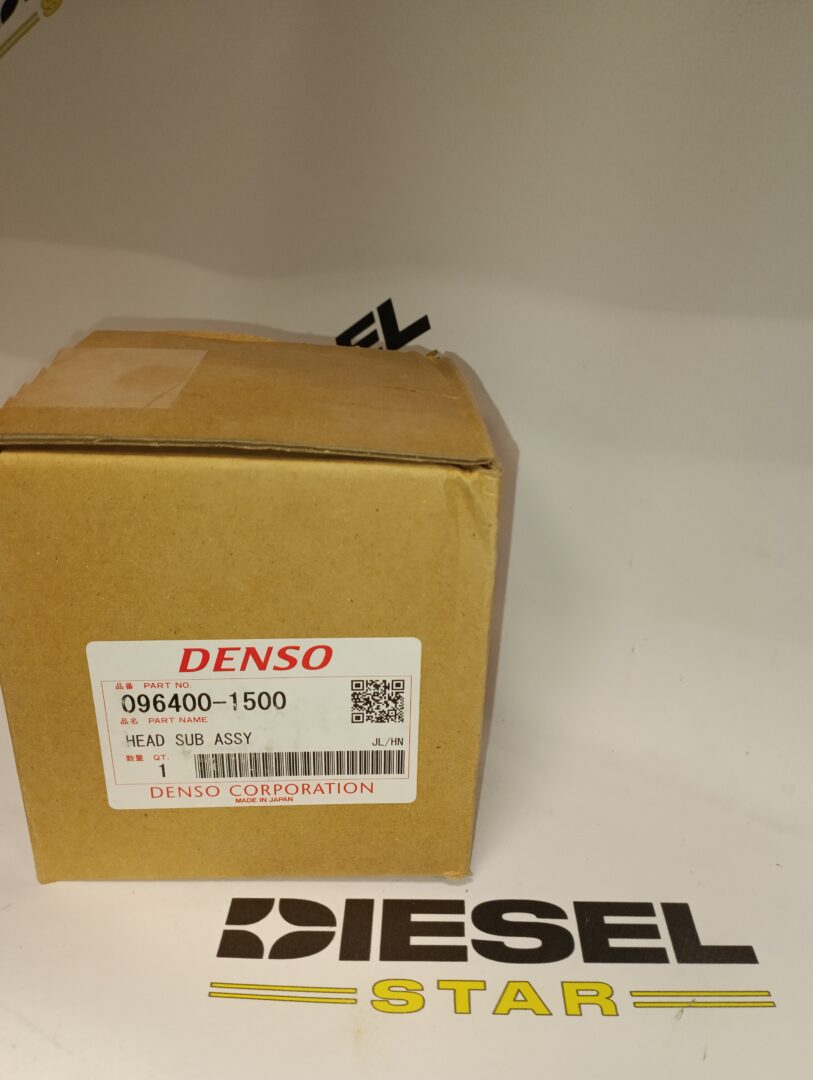 EL
DENSO
品番 PART NO.
096400-1500
品名 PART NAME
HEAD SUB ASSY
JL/HN
数量 QT.
1
DENSO CORPORATION
MADE IN JAPAN
DIESEL
STAR